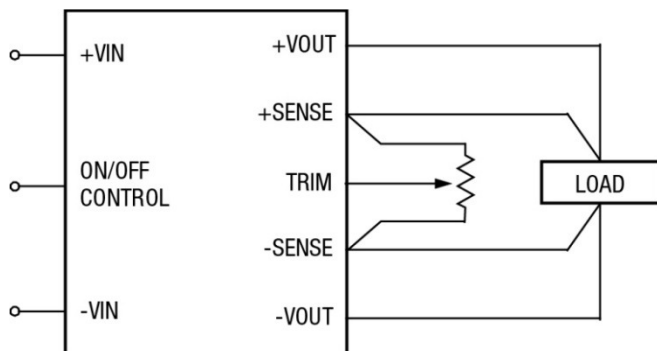 +VIN
ON/OFF
CONTROL
-VIN
+VOUT
+SENSE
TRIM
-SENSE
-VOUT
LOAD